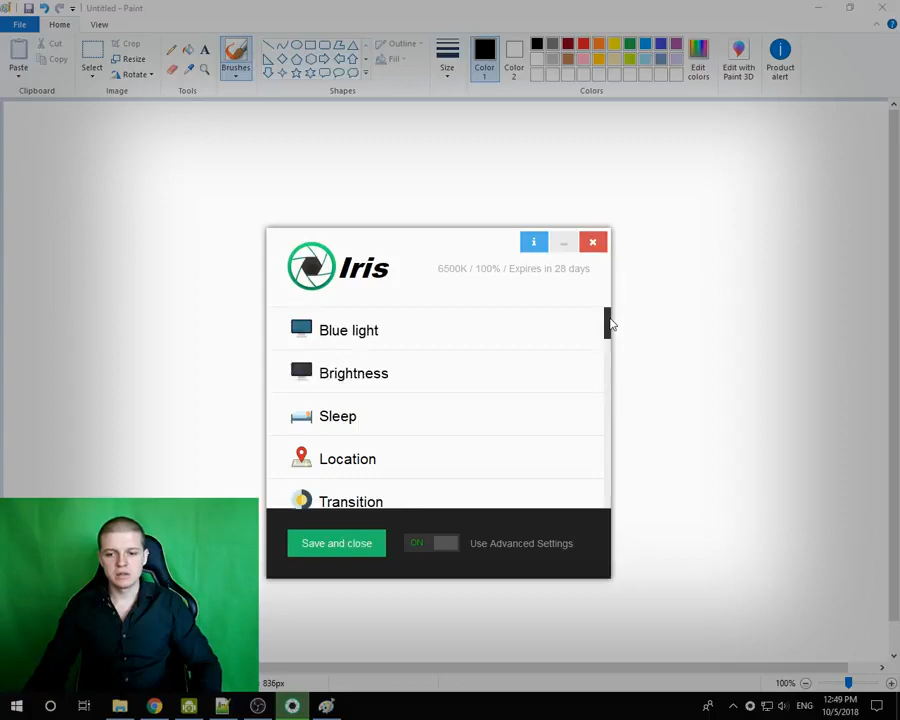 Untitled - Paint
File
Home
View
Paste
Cut
Copy
Clipboard
Select
Crop
Resize
Rotate
Image
A
Tools
Brushes
Outline
Fill
Shapes
Size
Color
1
Color
2
Edit
colors
Edit with
Paint 3D
Product
alert
Colors
Iris
6500K / 100% / Expires in 28 days
Blue light
Brightness
Sleep
Location
Transition
Save and close
ON
Use Advanced Settings
836px
100%
ENG
12:49 PM
10/5/2018